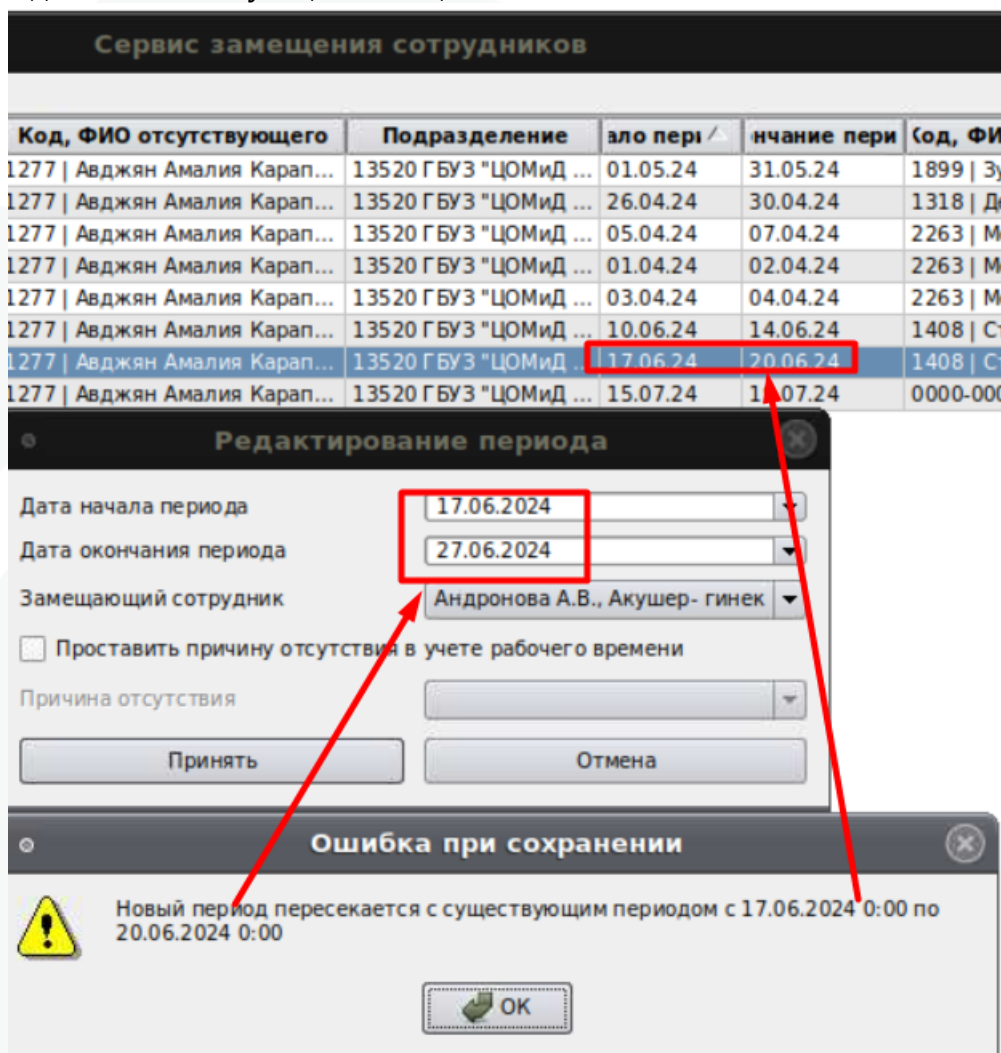 Сервис замещения сотрудников
Код, ФИО отсутствующего Подразделение ало пери нчание пери Код, ФИ
1277 | Авджян Амалия Карап... 13520 ГБУЗ "ЦОМиД ... 01.05.24 31.05.24 1899 | Зу
1277 | Авджян Амалия Карап... 13520 ГБУЗ "ЦОМиД ... 26.04.24 30.04.24 1318 | Де
1277 | Авджян Амалия Карап... 13520 ГБУЗ "ЦОМиД ... 05.04.24 07.04.24 2263 | Ме
1277 | Авджян Амалия Карап... 13520 ГБУЗ "ЦОМиД ... 01.04.24 02.04.24 2263 | Ме
1277 | Авджян Амалия Карап... 13520 ГБУЗ "ЦОМиД ... 03.04.24 04.04.24 2263 | Ме
1277 | Авджян Амалия Карап... 13520 ГБУЗ "ЦОМиД ... 10.06.24 14.06.24 1408 | Ст
1277 | Авджян Амалия Карап... 13520 ГБУЗ "ЦОМиД .. 17.06.24 20.06.24 1408 | Ст
1277 | Авджян Амалия Карап... 13520 ГБУЗ "ЦОМиД ... 15.07.24 0000-000
Редактирование периода
Дата начала периода 17.06.2024
Дата окончания периода 27.06.2024
Замещающий сотрудник Андронова А.В., Акушер- гинек
Проставить причину отсутствия в учете рабочего времени
Причина отсутствия
Принять Отмена
Ошибка при сохранении
Новый период пересекается с существующим периодом с 17.06.2024 0:00 по
20.06.2024 0:00
OK